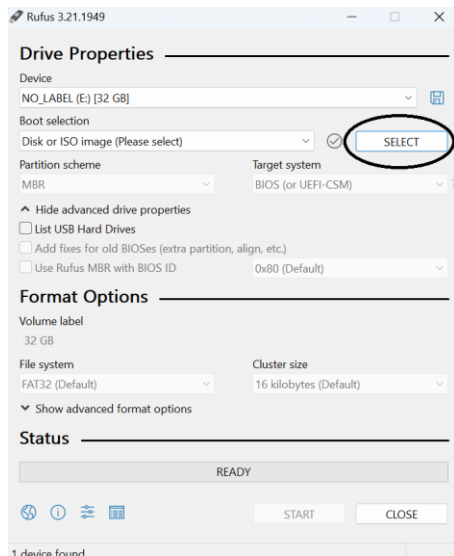 Rufus 3.21.1949
Drive Properties
Device
NO_LABEL (E:) [32 GB]
Boot selection
Disk or ISO image (Please select)
SELECT
Partition scheme
Target system
MBR
BIOS (or UEFI-CSM)
?
Hide advanced drive properties
List USB Hard Drives
Add fixes for old BIOSes (extra partition, align, etc.)
Use Rufus MBR with BIOS ID
0x80 (Default)
Format Options
Volume label
32 GB
File system
Cluster size
FAT32 (Default)
16 kilobytes (Default)
Show advanced format options
Status
READY
START
CLOSE
1 device found